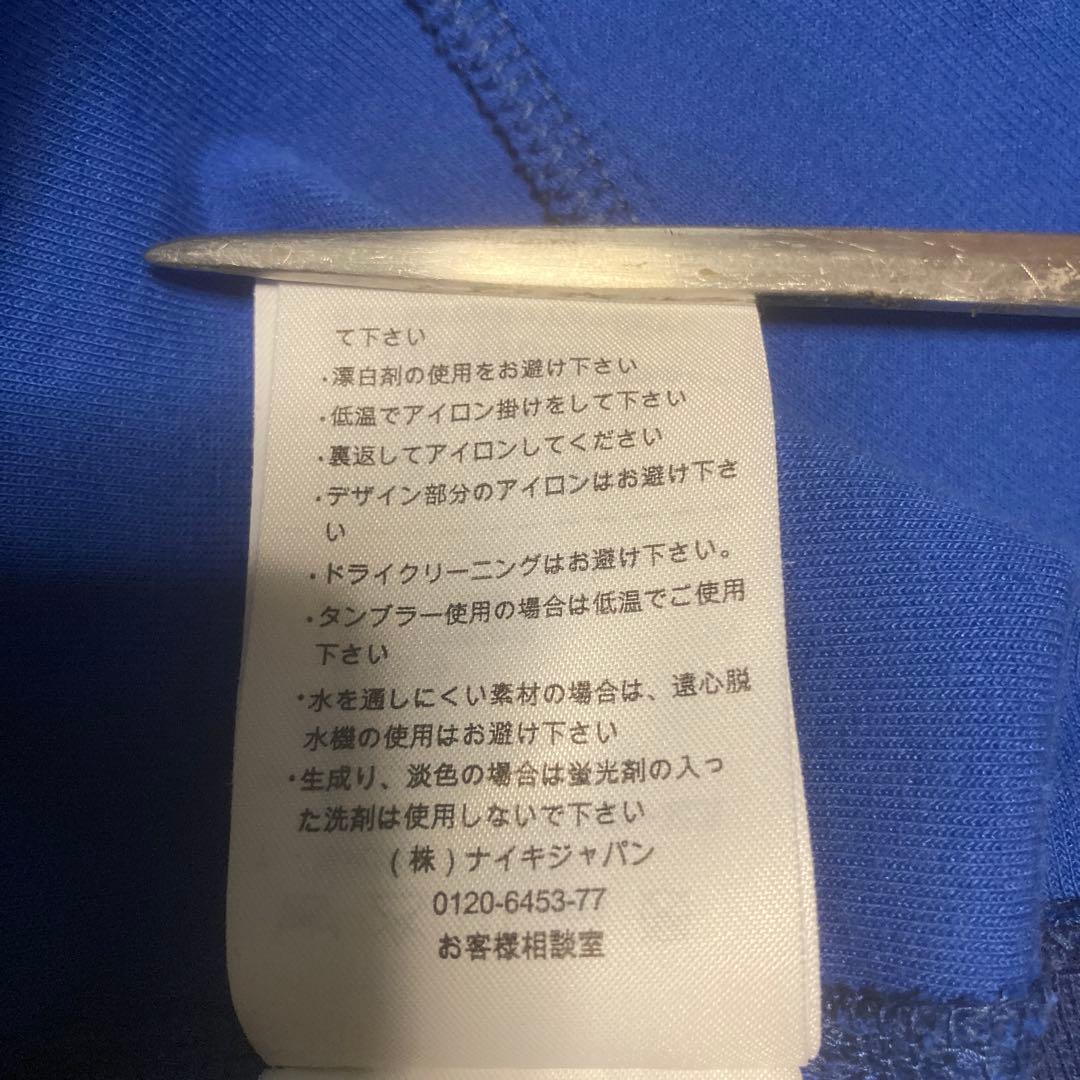 て下さい
・漂白剤の使用をお避け下さい
・低温でアイロン掛けをして下さい
・裏返してアイロンしてください
・デザイン部分のアイロンはお避け下さ
い
・ドライクリーニングはお避け下さい。
・タンブラー使用の場合は低温でご使用
下さい
・水を通しにくい素材の場合は、遠心脱
水機の使用はお避け下さい
・生成り、淡色の場合は蛍光剤の入っ
た洗剤は使用しないで下さい
(株)ナイキジャパン
0120-6453-77
お客様相談室